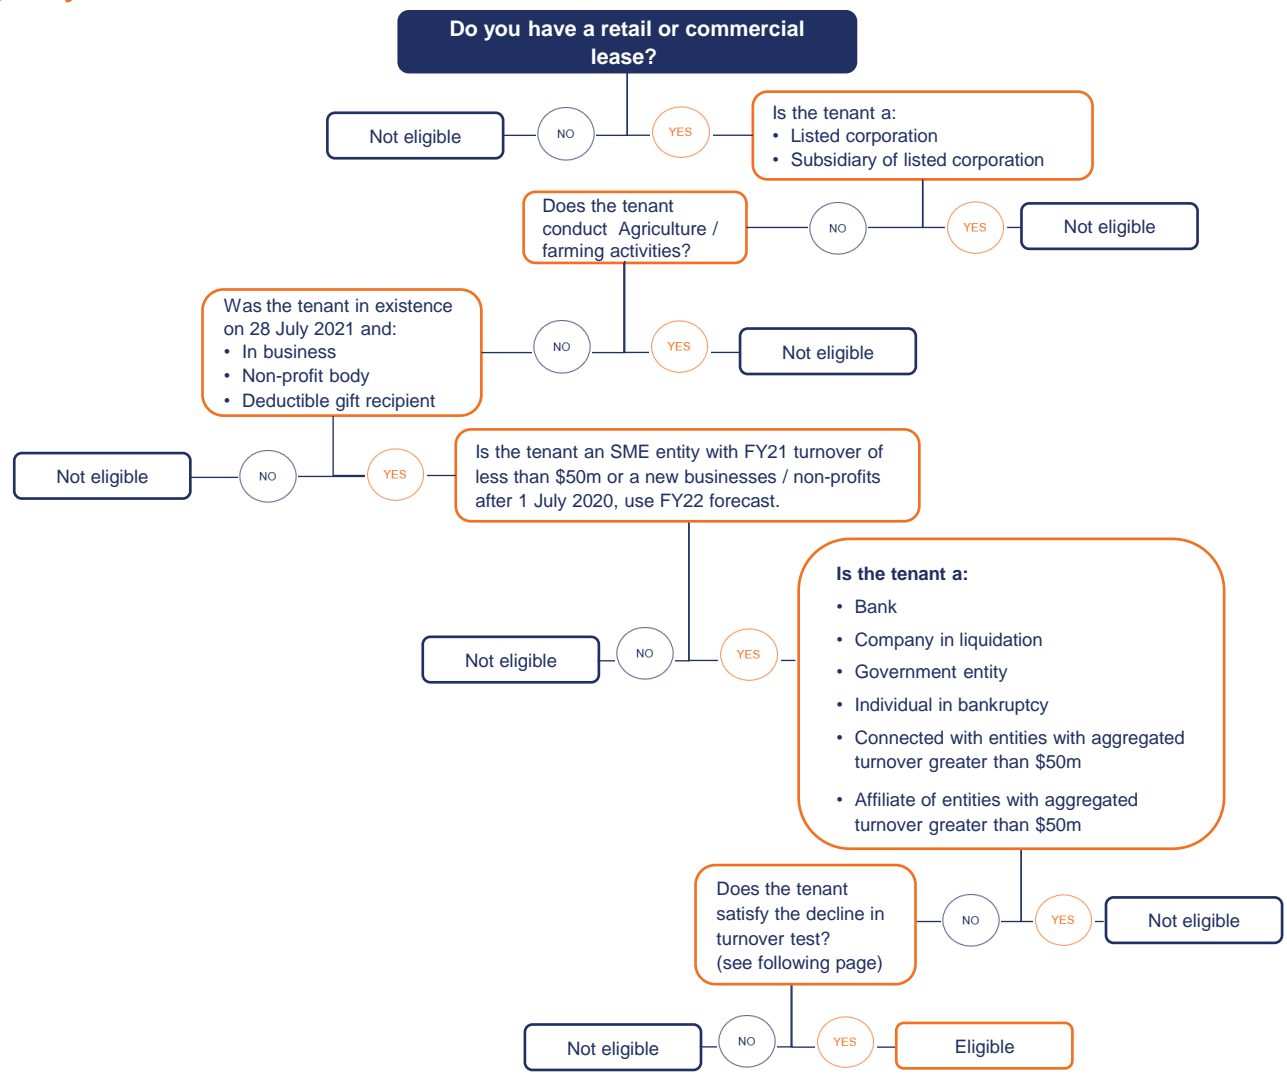 Do you have a retail or commercial
lease?
Not eligible
NO
YES
Is the tenant a:
• Listed corporation
• Subsidiary of listed corporation
Does the tenant
conduct Agriculture /
farming activities?
NO
YES
Not eligible
Was the tenant in existence
on 28 July 2021 and:
• In business
• Non-profit body
• Deductible gift recipient
NO
YES
Not eligible
Not eligible
NO
YES
Is the tenant an SME entity with FY21 turnover of
less than $50m or a new businesses / non-profits
after 1 July 2020, use FY22 forecast.
Not eligible
NO
YES
Is the tenant a:
• Bank
• Company in liquidation
• Government entity
• Individual in bankruptcy
• Connected with entities with aggregated
turnover greater than $50m
• Affiliate of entities with aggregated
turnover greater than $50m
Does the tenant
satisfy the decline in
turnover test?
(see following page)
NO
YES
Not eligible
Not eligible
NO
YES
Eligible